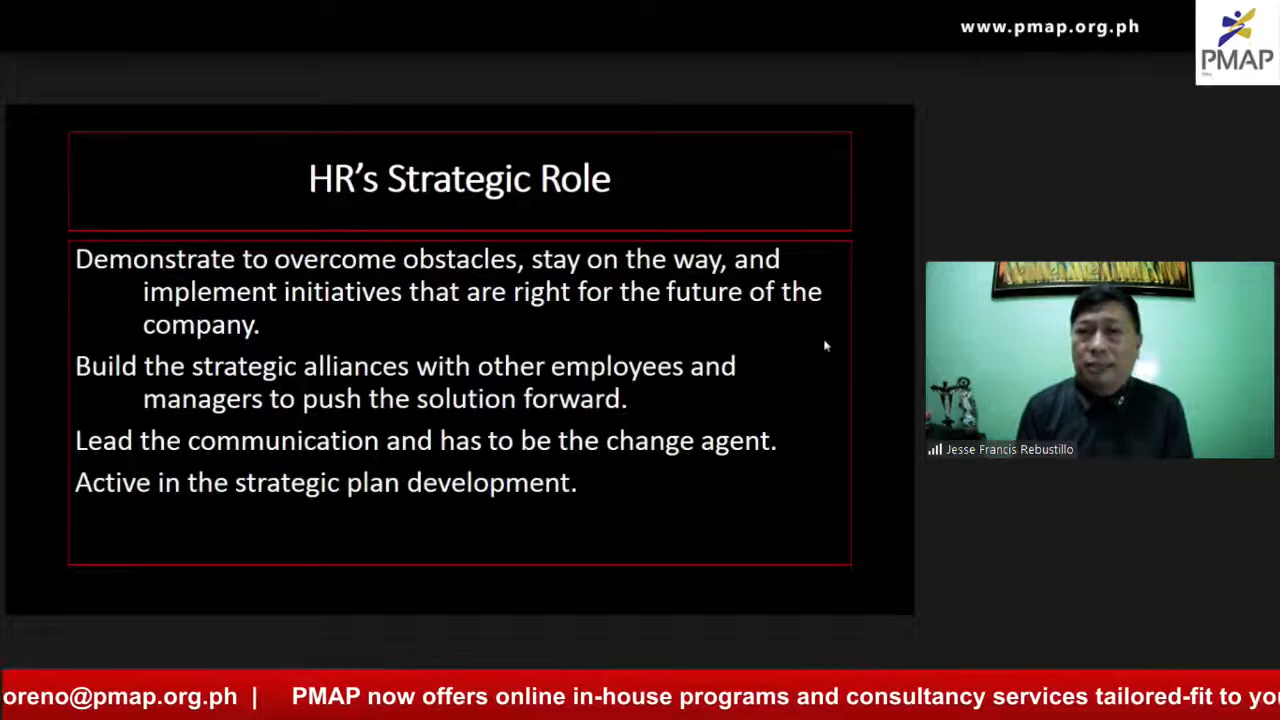 www.pmap.org.ph
PMAP
HR's Strategic Role
Demonstrate to overcome obstacles, stay on the way, and
implement initiatives that are right for the future of the
company.
Build the strategic alliances with other employees and
managers to push the solution forward.
Lead the communication and has to be the change agent.
Active in the strategic plan development.
Jesse Francis Rebustillo
oreno@pmap.org.ph | PMAP now offers online in-house programs and consultancy services tailored-fit to yo